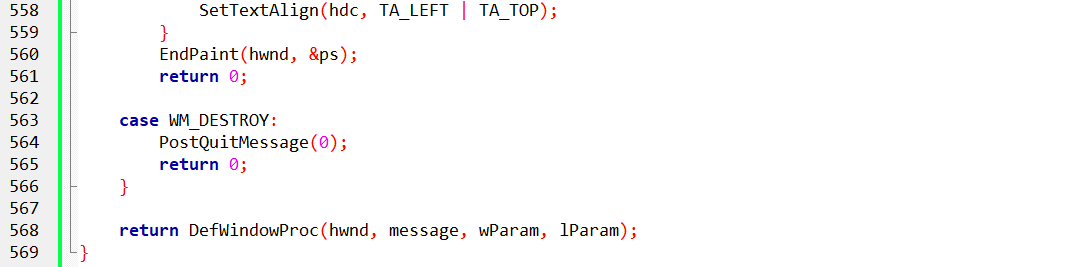 558             SetTextAlign(hdc, TA_LEFT | TA_TOP);
559         }
560         EndPaint(hwnd, &ps);
561         return 0;
562
563     case WM_DESTROY:
564         PostQuitMessage(0);
565         return 0;
566     }
567
568     return DefWindowProc(hwnd, message, wParam, lParam);
569 }